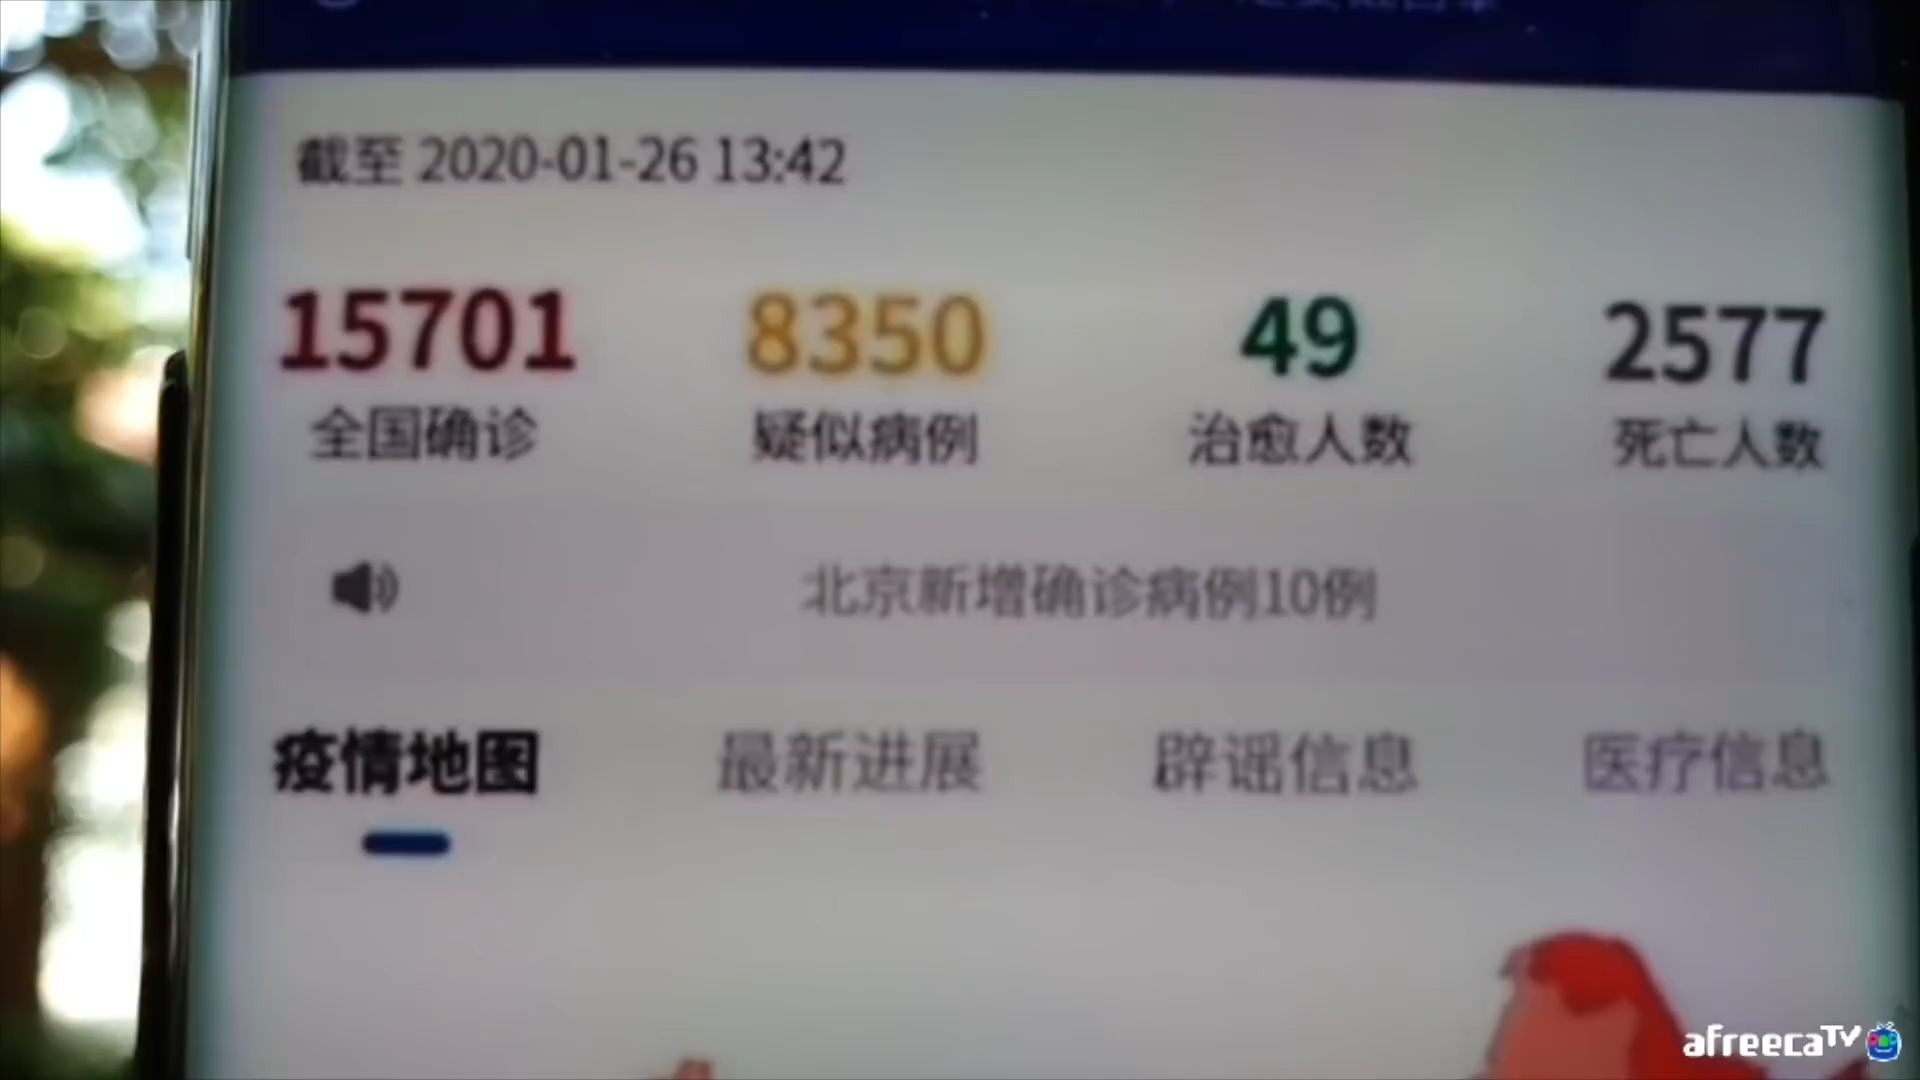 截至 2020-01-26 13:42
15701 8350 49 2577
全国确诊 疑似病例 治愈人数 死亡人数
北京新增确诊病例10例
疫情地图 最新进展 辟谣信息 医疗信息
afreecaTV